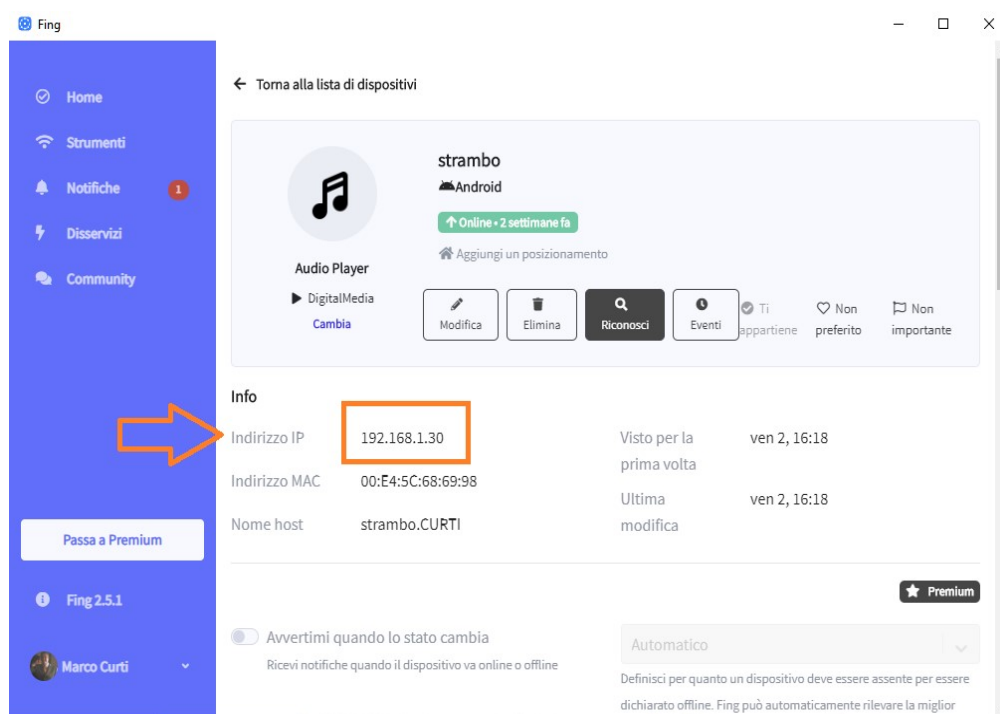 Fing
Home
Strumenti
Notifiche 1
Disservizi
Community
Passa a Premium
Fing 2.5.1
Marco Curti
Torna alla lista di dispositivi
Audio Player
DigitalMedia
Cambia
strambo
Android
Online • 2 settimane fa
Aggiungi un posizionamento
Modifica
Elimina
Riconosci
Eventi
Ti
appartiene
Non
preferito
Non
importante
Info
Indirizzo IP 192.168.1.30
Indirizzo MAC 00:E4:5C:68:69:98
Nome host strambo.CURTI
Visto per la
prima volta
ven 2, 16:18
Ultima
modifica
ven 2, 16:18
Premium
Avvertimi quando lo stato cambia
Ricevi notifiche quando il dispositivo va online o offline
Automatico
Definisci per quanto un dispositivo deve essere assente per essere
dichiarato offline. Fing può automaticamente rilevare la miglior